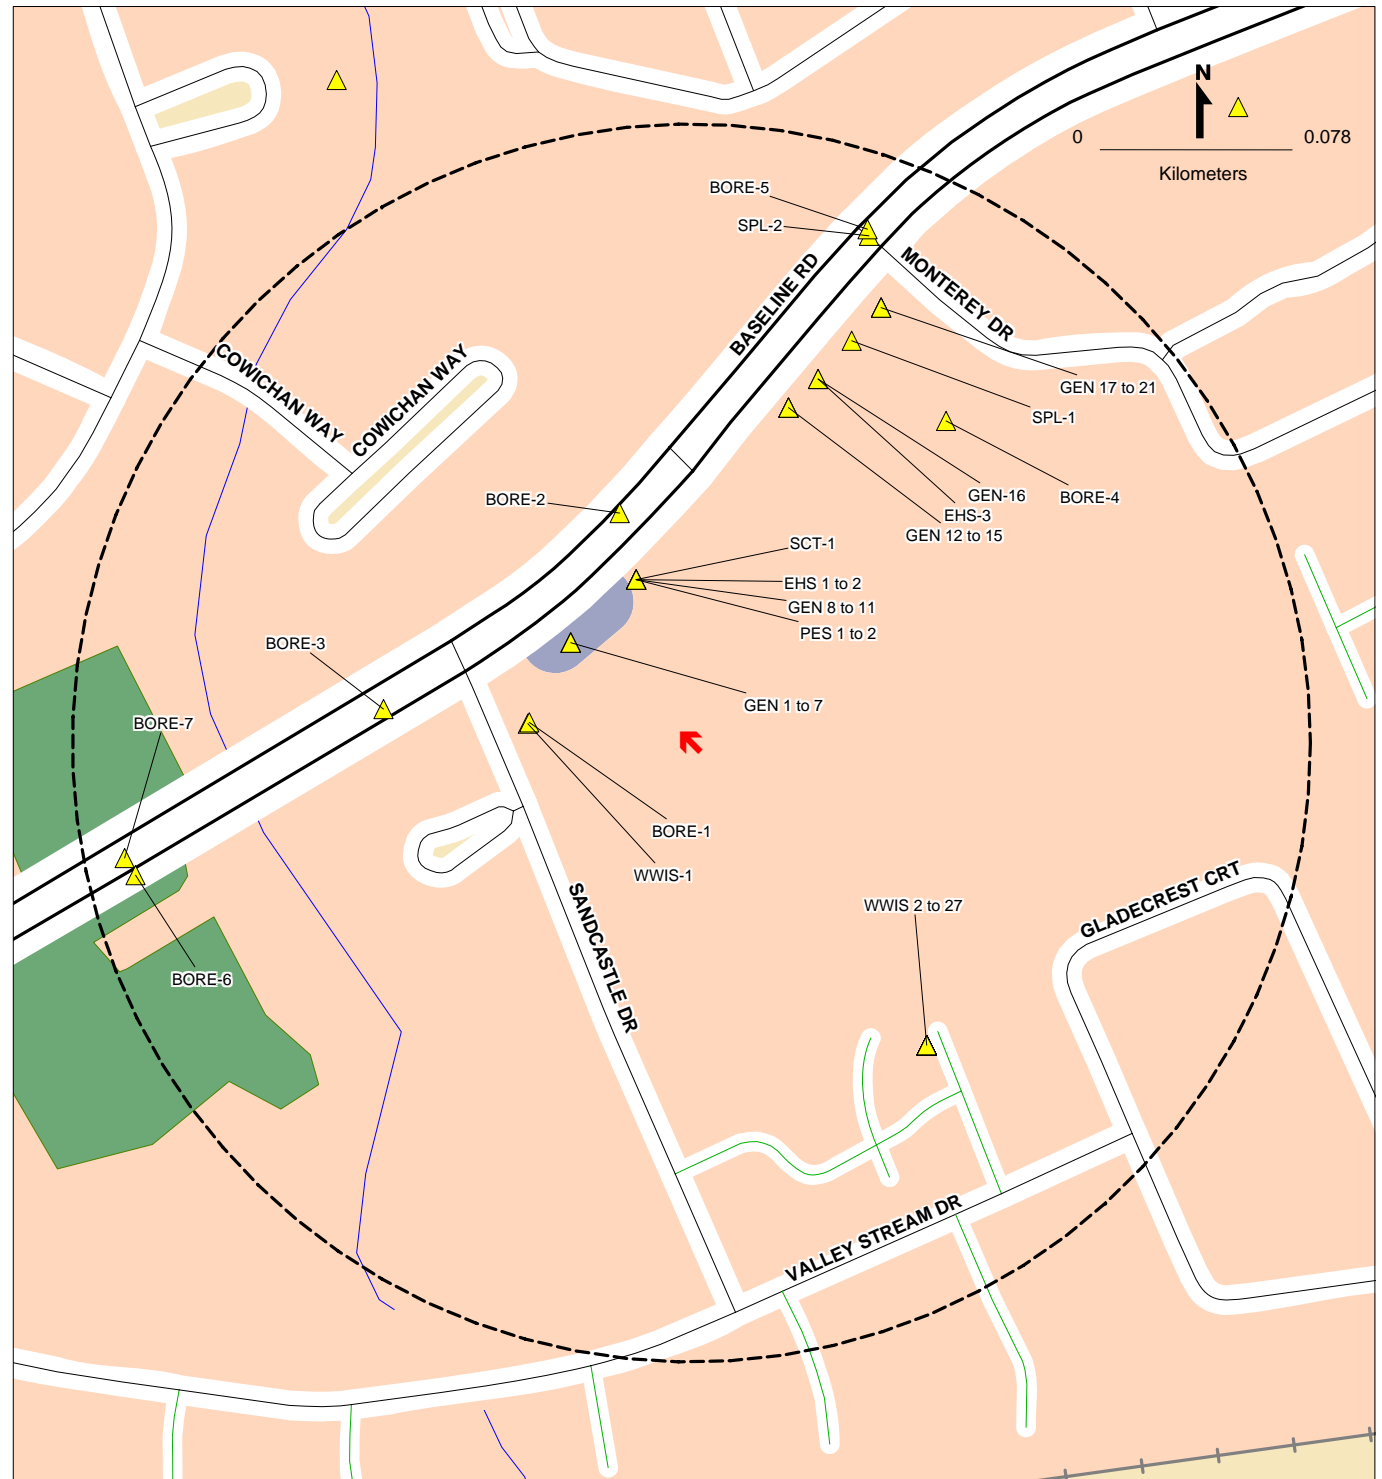 N
0
0.078
Kilometers
BORE-5
SPL-2
BASELINE RD
MONTEREY DR
COWICHAN WAY
COWICHAN WAY
GEN 17 to 21
SPL-1
GEN-16
BORE-4
EHS-3
GEN 12 to 15
BORE-2
SCT-1
EHS 1 to 2
GEN 8 to 11
PES 1 to 2
BORE-3
GEN 1 to 7
BORE-7
BORE-1
WWIS-1
SANDCASTLE DR
WWIS 2 to 27
GLADECREST CRT
BORE-6
VALLEY STREAM DR